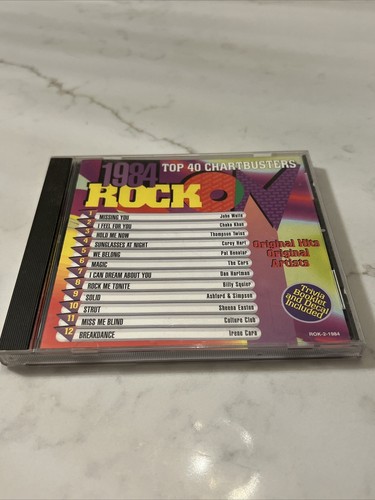 1984
TOP 40 CHARTBUSTERS
ROCK ON
1 MISSING YOU John Waite
2 I FEEL FOR YOU Chaka Khan
3 HOLD ME NOW Thompson Twins
4 SUNGLASSES AT NIGHT Corey Hart
5 WE BELONG Pat Benatar
6 MAGIC The Cars
7 I CAN DREAM ABOUT YOU Dan Hartman
8 ROCK ME TONITE Billy Squier
9 SOLID Ashford & Simpson
10 STRUT Sheena Easton
11 MISS ME BLIND Culture Club
12 BREAKDANCE Irene Cara
Original Hits
Original
Artists
Trivia
Booklet
and Decal
Included
ROK-2-1984